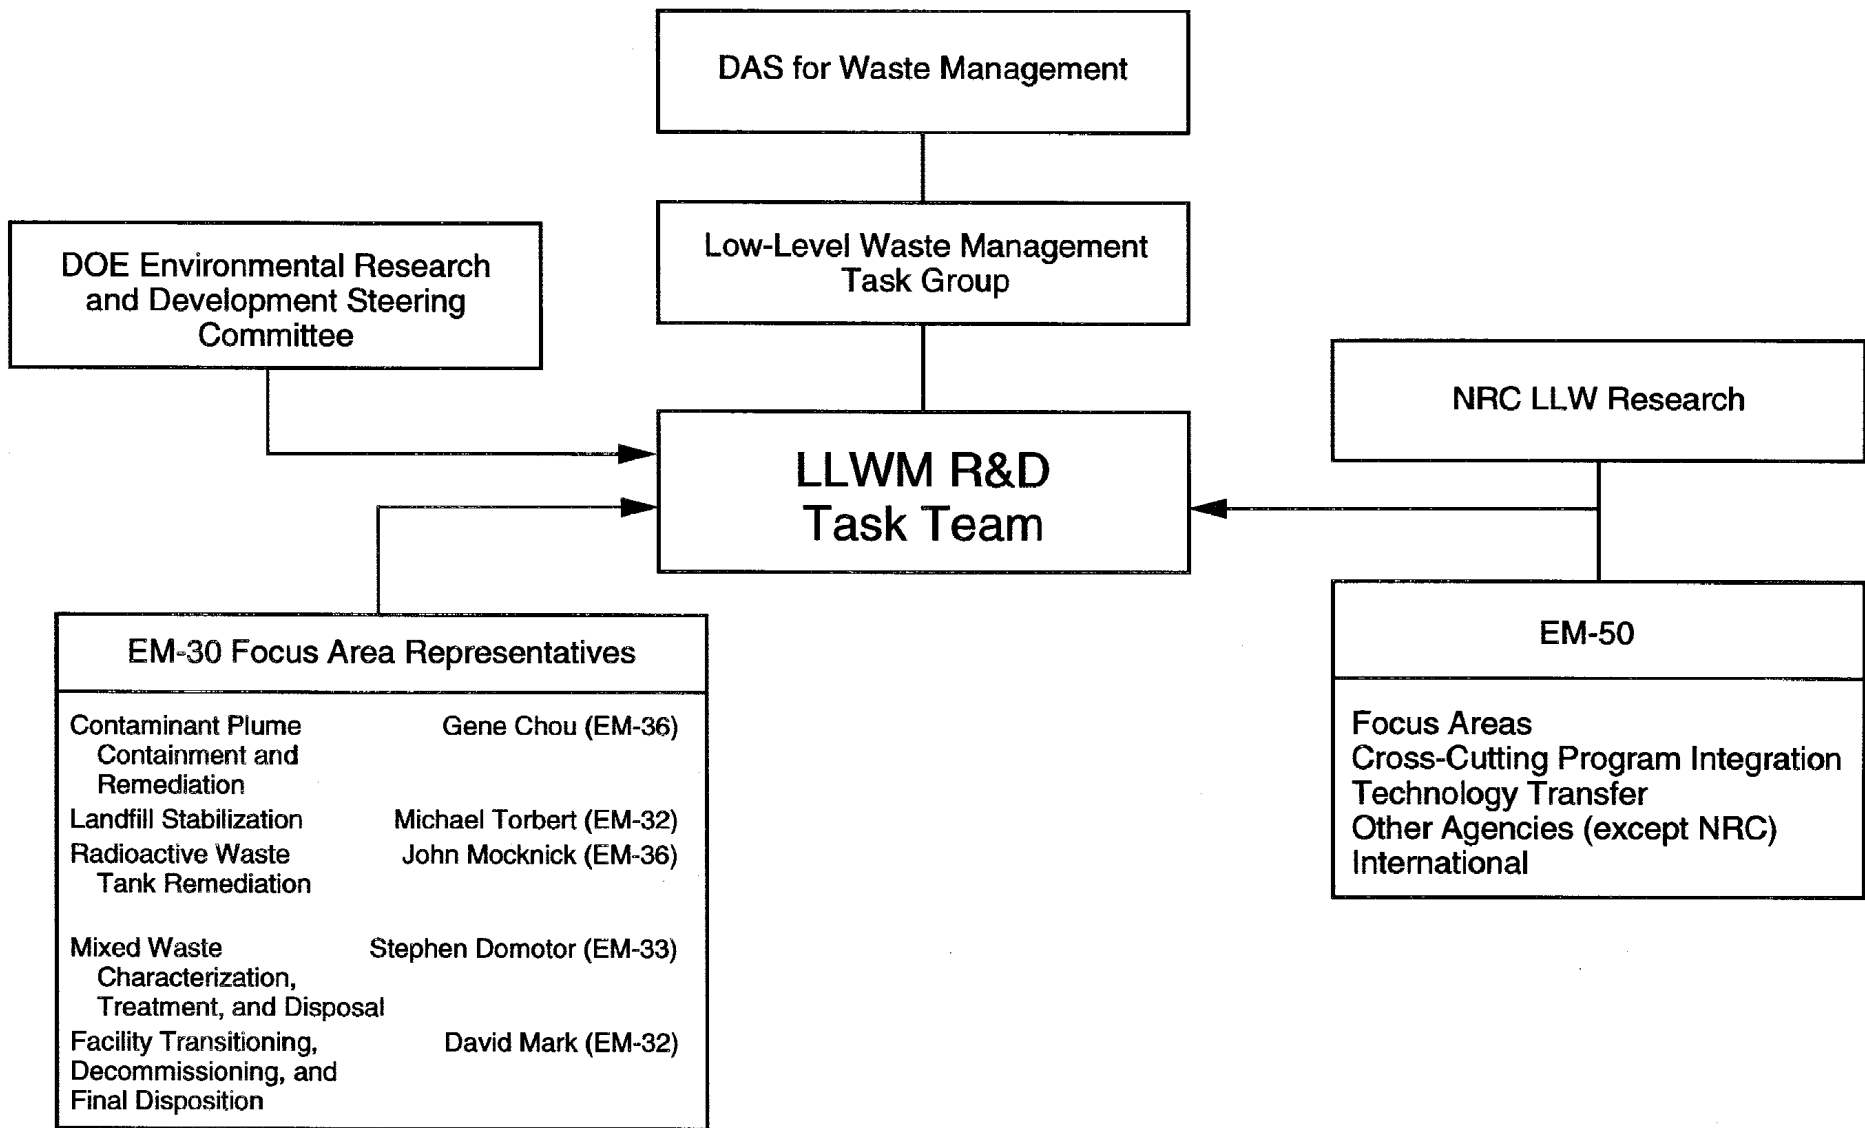 DAS for Waste Management
Low-Level Waste Management
Task Group
DOE Environmental Research
and Development Steering
Committee
NRC LLW Research
LLWM R&D
Task Team
EM-30 Focus Area Representatives
Contaminant Plume Gene Chou (EM-36)
Containment and
Remediation
Landfill Stabilization Michael Torbert (EM-32)
Radioactive Waste John Mocknick (EM-36)
Tank Remediation
Mixed Waste Stephen Domotor (EM-33)
Characterization,
Treatment, and Disposal
Facility Transitioning, David Mark (EM-32)
Decommissioning, and
Final Disposition
EM-50
Focus Areas
Cross-Cutting Program Integration
Technology Transfer
Other Agencies (except NRC)
International